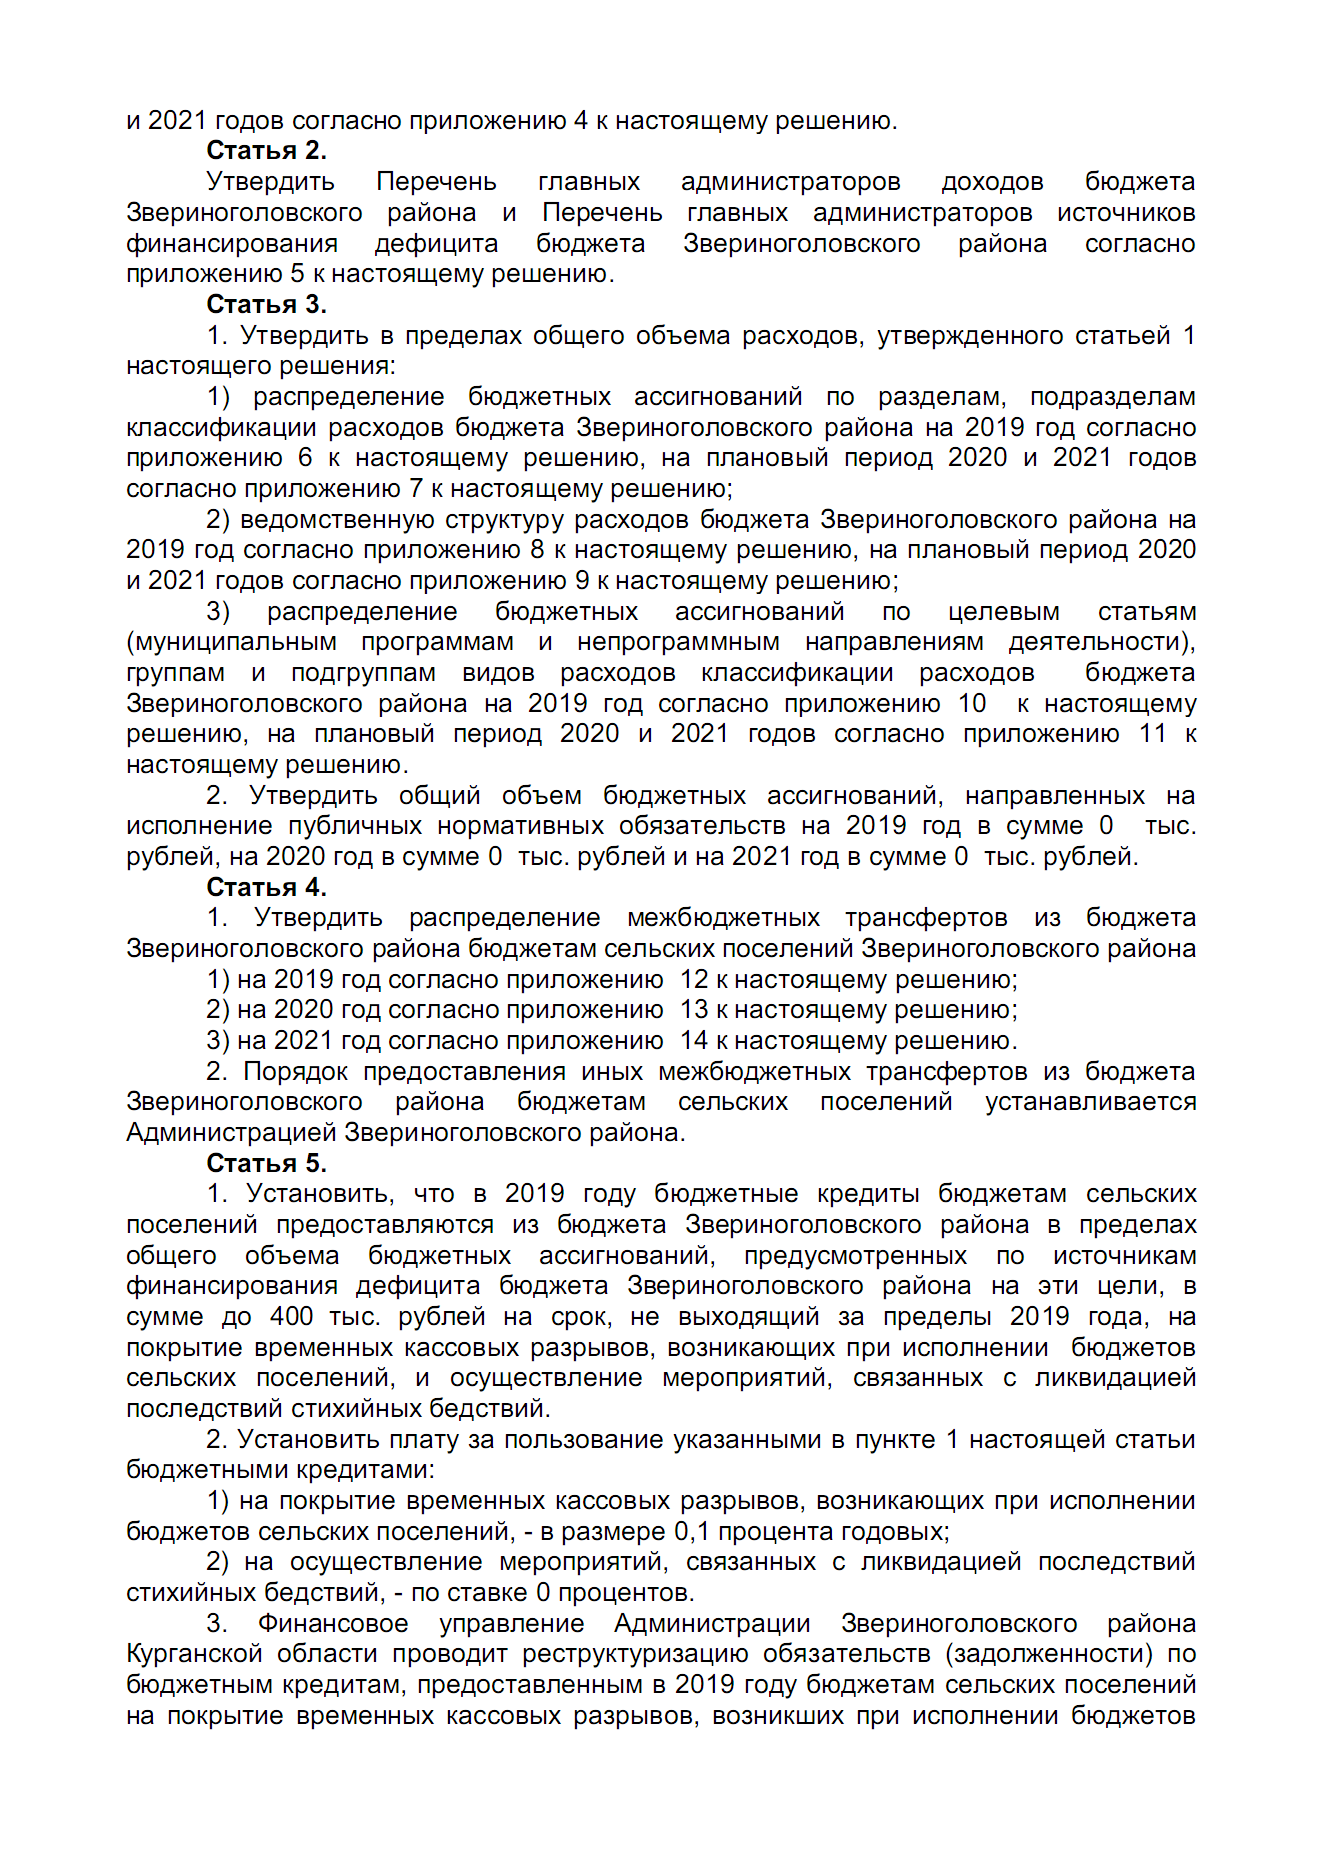 и 2021 годов согласно приложению 4 к настоящему решению.
Статья 2.
Утвердить Перечень главных администраторов доходов бюджета
Звериноголовского района и Перечень главных администраторов источников
финансирования дефицита бюджета Звериноголовского района согласно
приложению 5 к настоящему решению.
Статья 3.
1. Утвердить в пределах общего объема расходов, утвержденного статьей 1
настоящего решения:
1) распределение бюджетных ассигнований по разделам, подразделам
классификации расходов бюджета Звериноголовского района на 2019 год согласно
приложению 6 к настоящему решению, на плановый период 2020 и 2021 годов
согласно приложению 7 к настоящему решению;
2) ведомственную структуру расходов бюджета Звериноголовского района на
2019 год согласно приложению 8 к настоящему решению, на плановый период 2020
и 2021 годов согласно приложению 9 к настоящему решению;
3) распределение бюджетных ассигнований по целевым статьям
(муниципальным программам и непрограммным направлениям деятельности),
группам и подгруппам видов расходов классификации расходов бюджета
Звериноголовского района на 2019 год согласно приложению 10 к настоящему
решению, на плановый период 2020 и 2021 годов согласно приложению 11 к
настоящему решению.
2. Утвердить общий объем бюджетных ассигнований, направленных на
исполнение публичных нормативных обязательств на 2019 год в сумме 0 тыс.
рублей, на 2020 год в сумме 0 тыс. рублей и на 2021 год в сумме 0 тыс. рублей.
Статья 4.
1. Утвердить распределение межбюджетных трансфертов из бюджета
Звериноголовского района бюджетам сельских поселений Звериноголовского района
1) на 2019 год согласно приложению 12 к настоящему решению;
2) на 2020 год согласно приложению 13 к настоящему решению;
3) на 2021 год согласно приложению 14 к настоящему решению.
2. Порядок предоставления иных межбюджетных трансфертов из бюджета
Звериноголовского района бюджетам сельских поселений устанавливается
Администрацией Звериноголовского района.
Статья 5.
1. Установить, что в 2019 году бюджетные кредиты бюджетам сельских
поселений предоставляются из бюджета Звериноголовского района в пределах
общего объема бюджетных ассигнований, предусмотренных по источникам
финансирования дефицита бюджета Звериноголовского района на эти цели, в
сумме до 400 тыс. рублей на срок, не выходящий за пределы 2019 года, на
покрытие временных кассовых разрывов, возникающих при исполнении бюджетов
сельских поселений, и осуществление мероприятий, связанных с ликвидацией
последствий стихийных бедствий.
2. Установить плату за пользование указанными в пункте 1 настоящей статьи
бюджетными кредитами:
1) на покрытие временных кассовых разрывов, возникающих при исполнении
бюджетов сельских поселений, - в размере 0,1 процента годовых;
2) на осуществление мероприятий, связанных с ликвидацией последствий
стихийных бедствий, - по ставке 0 процентов.
3. Финансовое управление Администрации Звериноголовского района
Курганской области проводит реструктуризацию обязательств (задолженности) по
бюджетным кредитам, предоставленным в 2019 году бюджетам сельских поселений
на покрытие временных кассовых разрывов, возникших при исполнении бюджетов